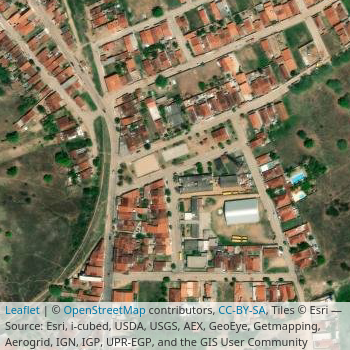 Leaflet | © OpenStreetMap contributors, CC-BY-SA, Tiles © Esri —
Source: Esri, i-cubed, USDA, USGS, AEX, GeoEye, Getmapping,
Aerogrid, IGN, IGP, UPR-EGP, and the GIS User Community